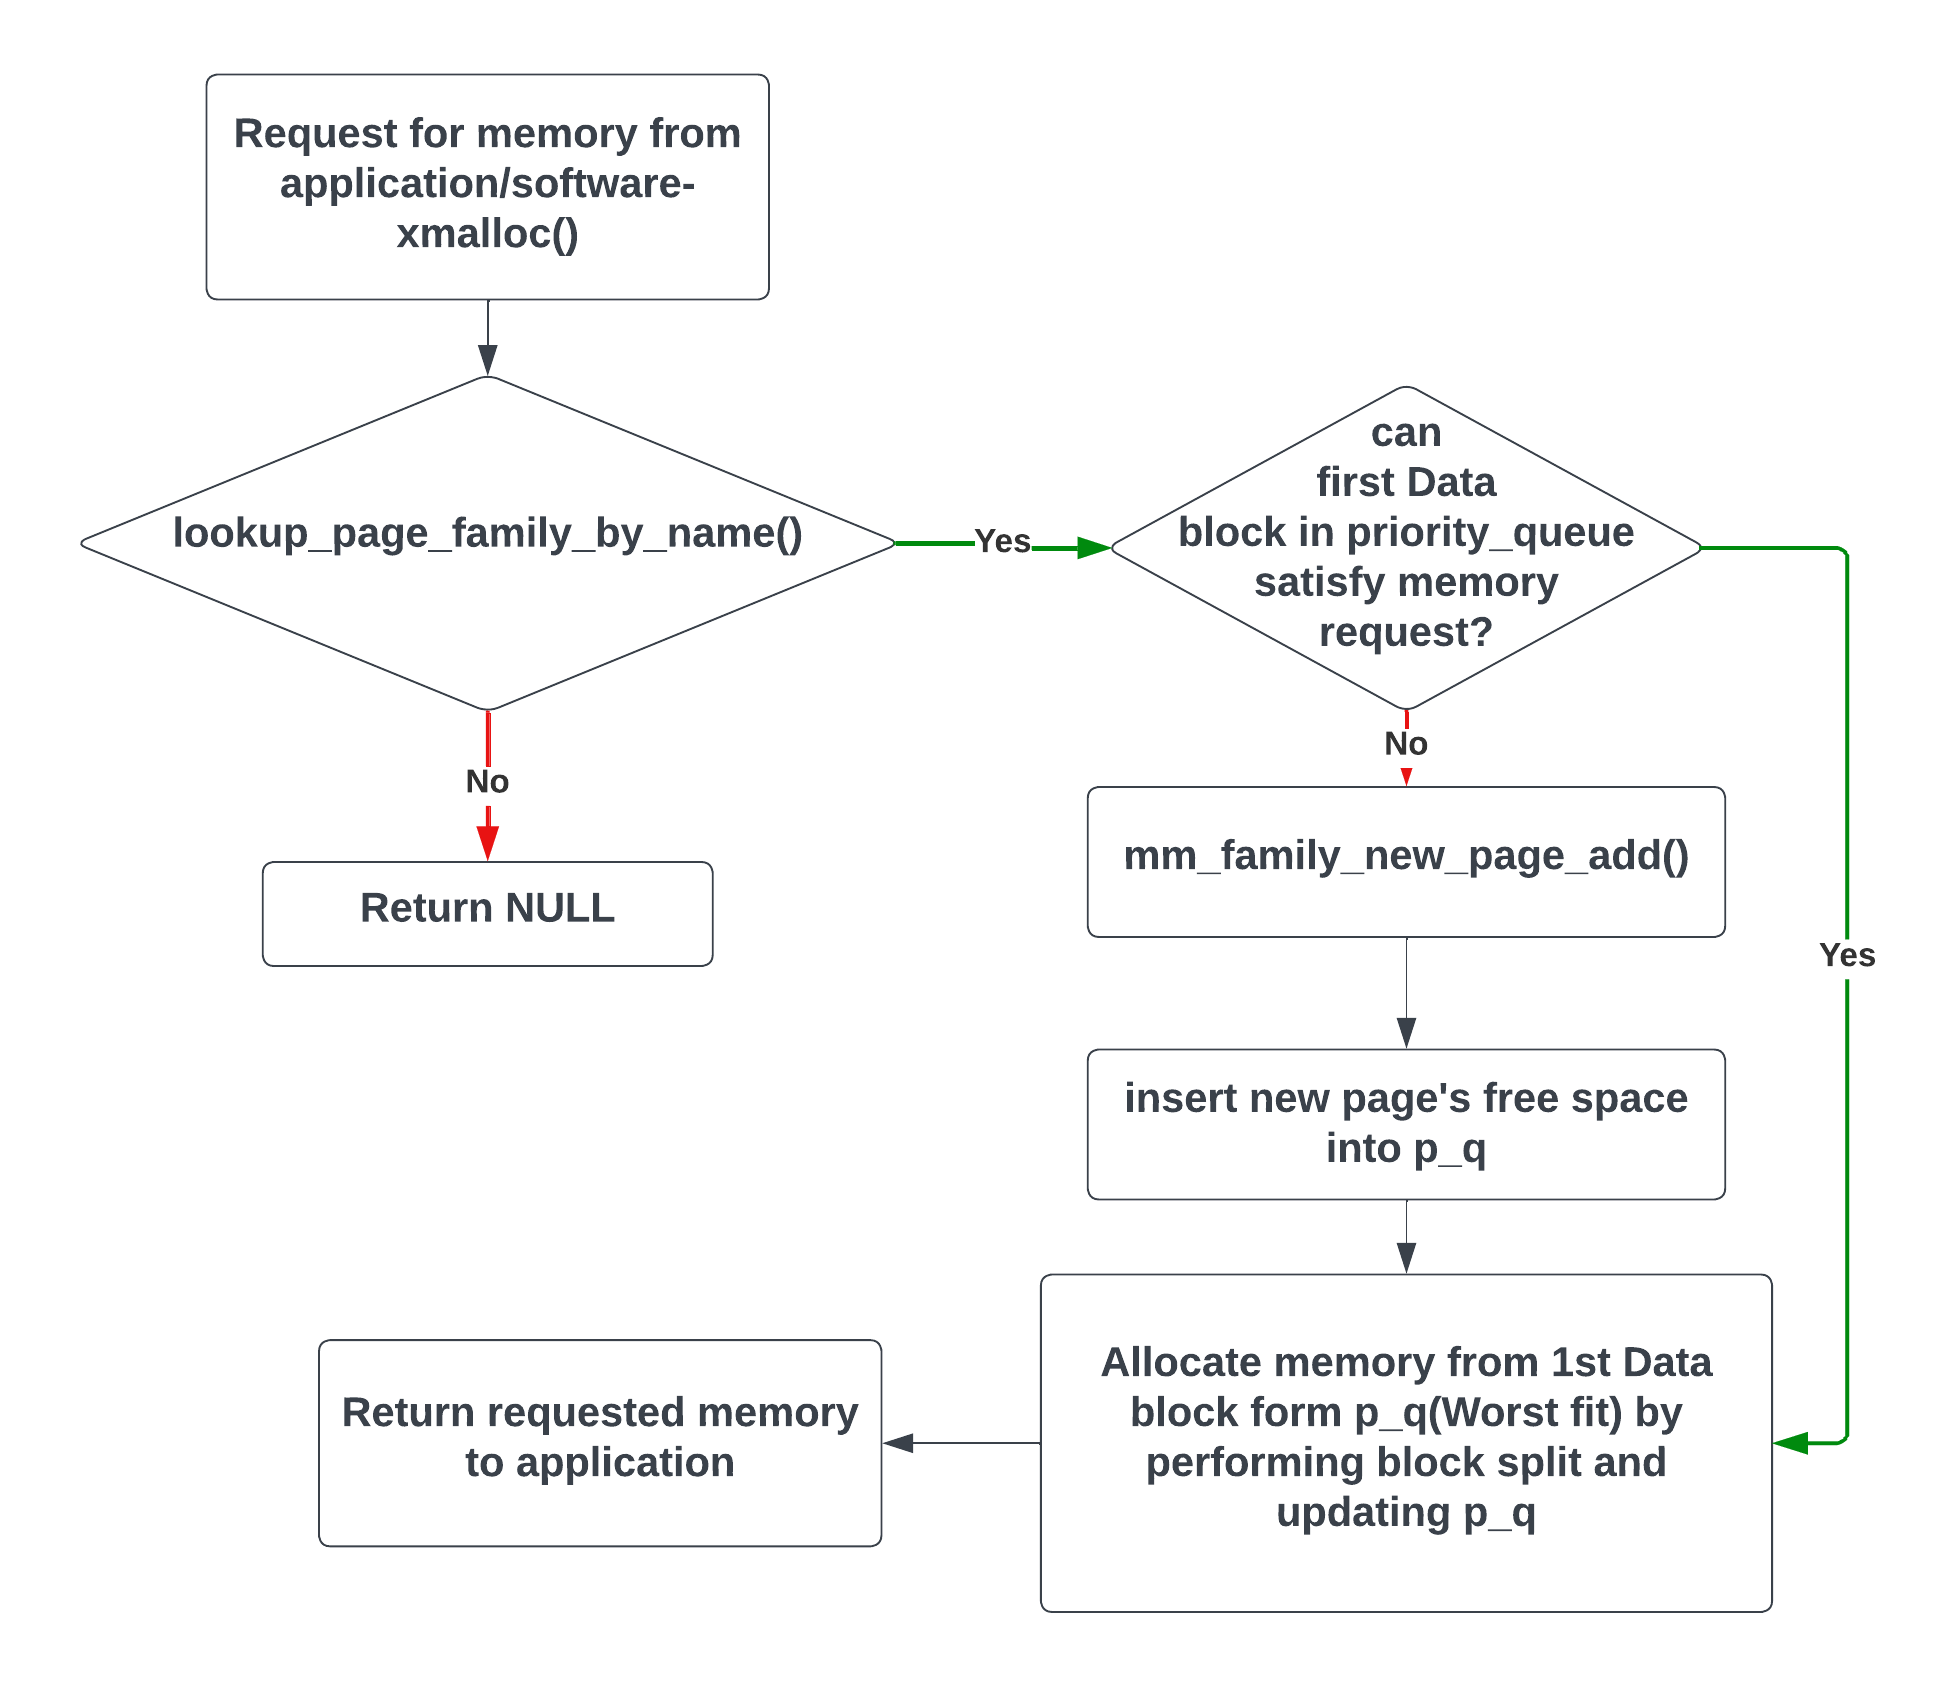 Request for memory from
application/software-
xmalloc()
lookup_page_family_by_name()
Yes
No
Return NULL
can
first Data
block in priority_queue
satisfy memory
request?
No
Yes
mm_family_new_page_add()
insert new page's free space
into p_q
Allocate memory from 1st Data
block form p_q(Worst fit) by
performing block split and
updating p_q
Return requested memory
to application